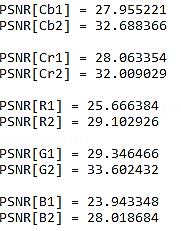 PSNR[Cb1] = 27.955221
PSNR[Cb2] = 32.688366
PSNR[Cr1] = 28.063354
PSNR[Cr2] = 32.009029
PSNR[R1] = 25.666384
PSNR[R2] = 29.102926
PSNR[G1] = 29.346466
PSNR[G2] = 33.602432
PSNR[B1] = 23.943348
PSNR[B2] = 28.018684